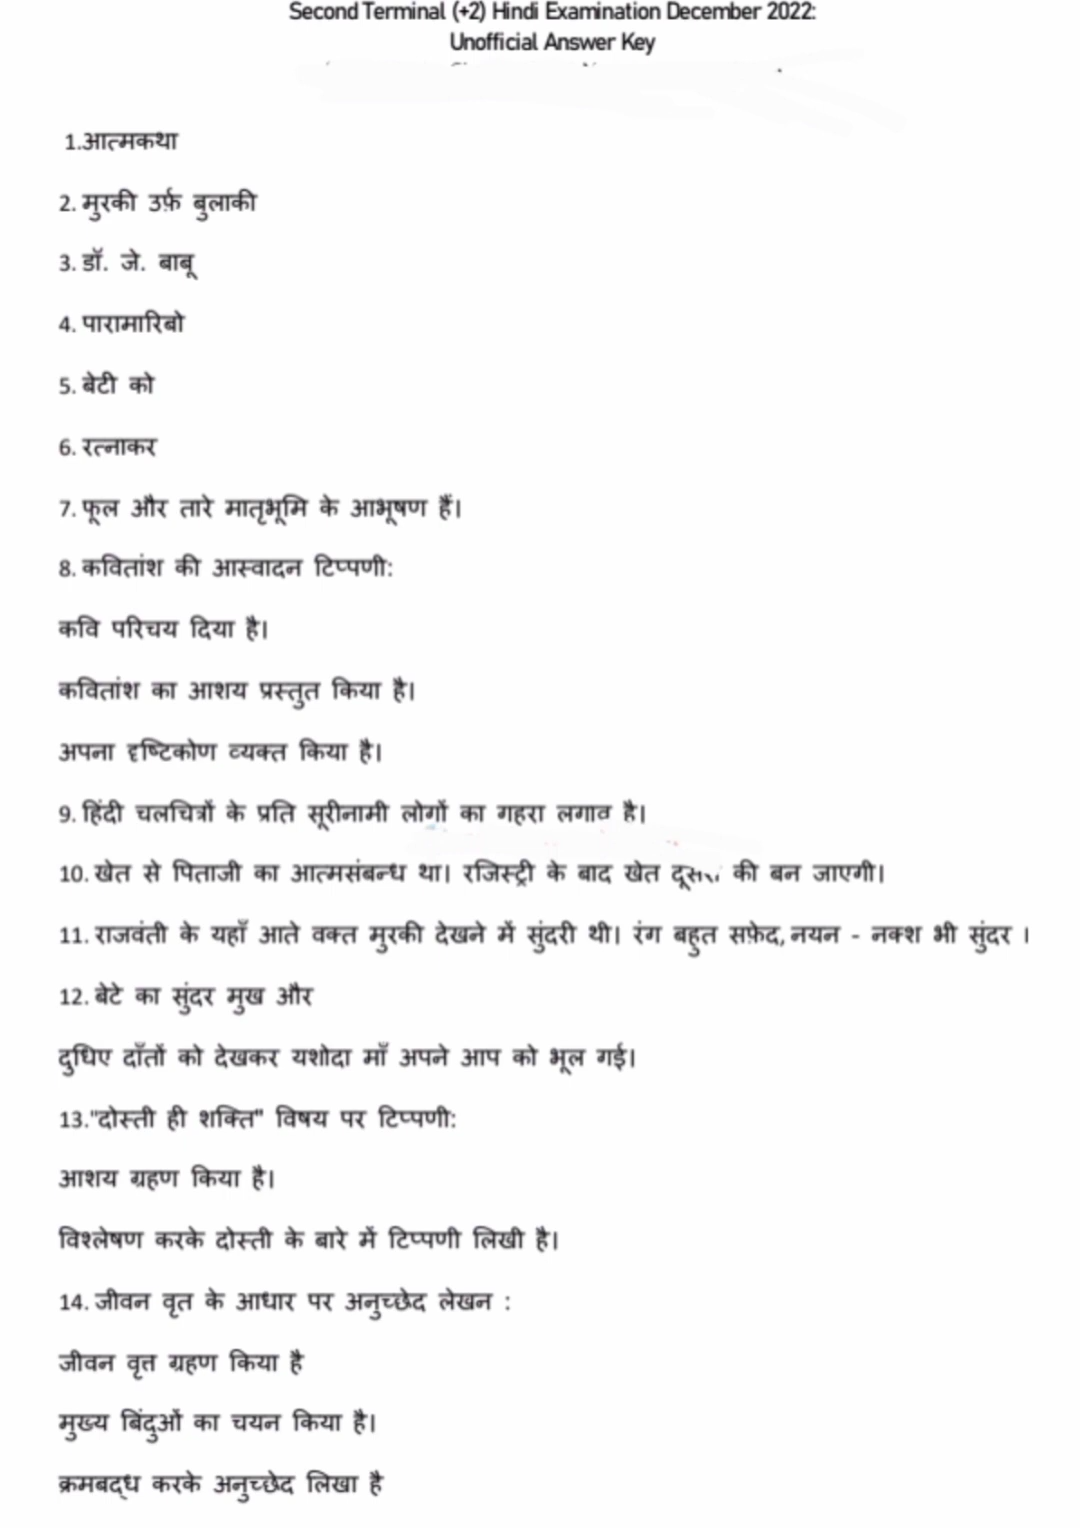 Second Terminal (+2) Hindi Examination December 2022:
Unofficial Answer Key
1.आत्मकथा
2. मुरकी उर्फ़ बुलाकी
3. डॉ. जे. बाबू
4. पारामारिबो
5. बेटी को
6. रत्नाकर
7. फूल और तारे मातृभूमि के आभूषण हैं।
8. कवितांश की आस्वादन टिप्पणी:
कवि परिचय दिया है।
कवितांश का आशय प्रस्तुत किया है।
अपना दृष्टिकोण व्यक्त किया है।
9. हिंदी चलचित्रों के प्रति सूरीनामी लोगों का गहरा लगाव है।
10. खेत से पिताजी का आत्मसंबन्ध था। रजिस्ट्री के बाद खेत की बन जाएगी।
11. राजवंती के यहाँ आते वक्त मुरकी देखने में सुंदरी थी। रंग बहुत सफ़ेद, नयन - नक्श भी सुंदर ।
12. बेटे का सुंदर मुख और
दुधिए दाँतों को देखकर यशोदा माँ अपने आप को भूल गई।
13."दोस्ती ही शक्ति" विषय पर टिप्पणी:
आशय ग्रहण किया है।
विश्लेषण करके दोस्ती के बारे में टिप्पणी लिखी है।
14. जीवन वृत के आधार पर अनुच्छेद लेखन :
जीवन वृत्त ग्रहण किया है
मुख्य बिंदुओं का चयन किया है।
क्रमबद्ध करके अनुच्छेद लिखा है